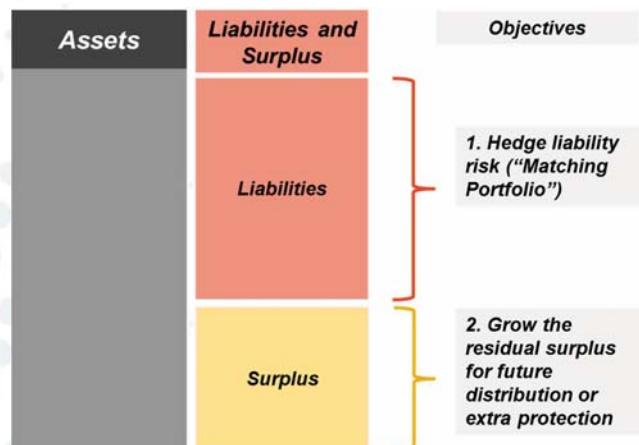 Assets
Liabilities and
Surplus
Objectives
Liabilities
1. Hedge liability
risk (“Matching
Portfolio”)
Surplus
2. Grow the
residual surplus
for future
distribution or
extra protection